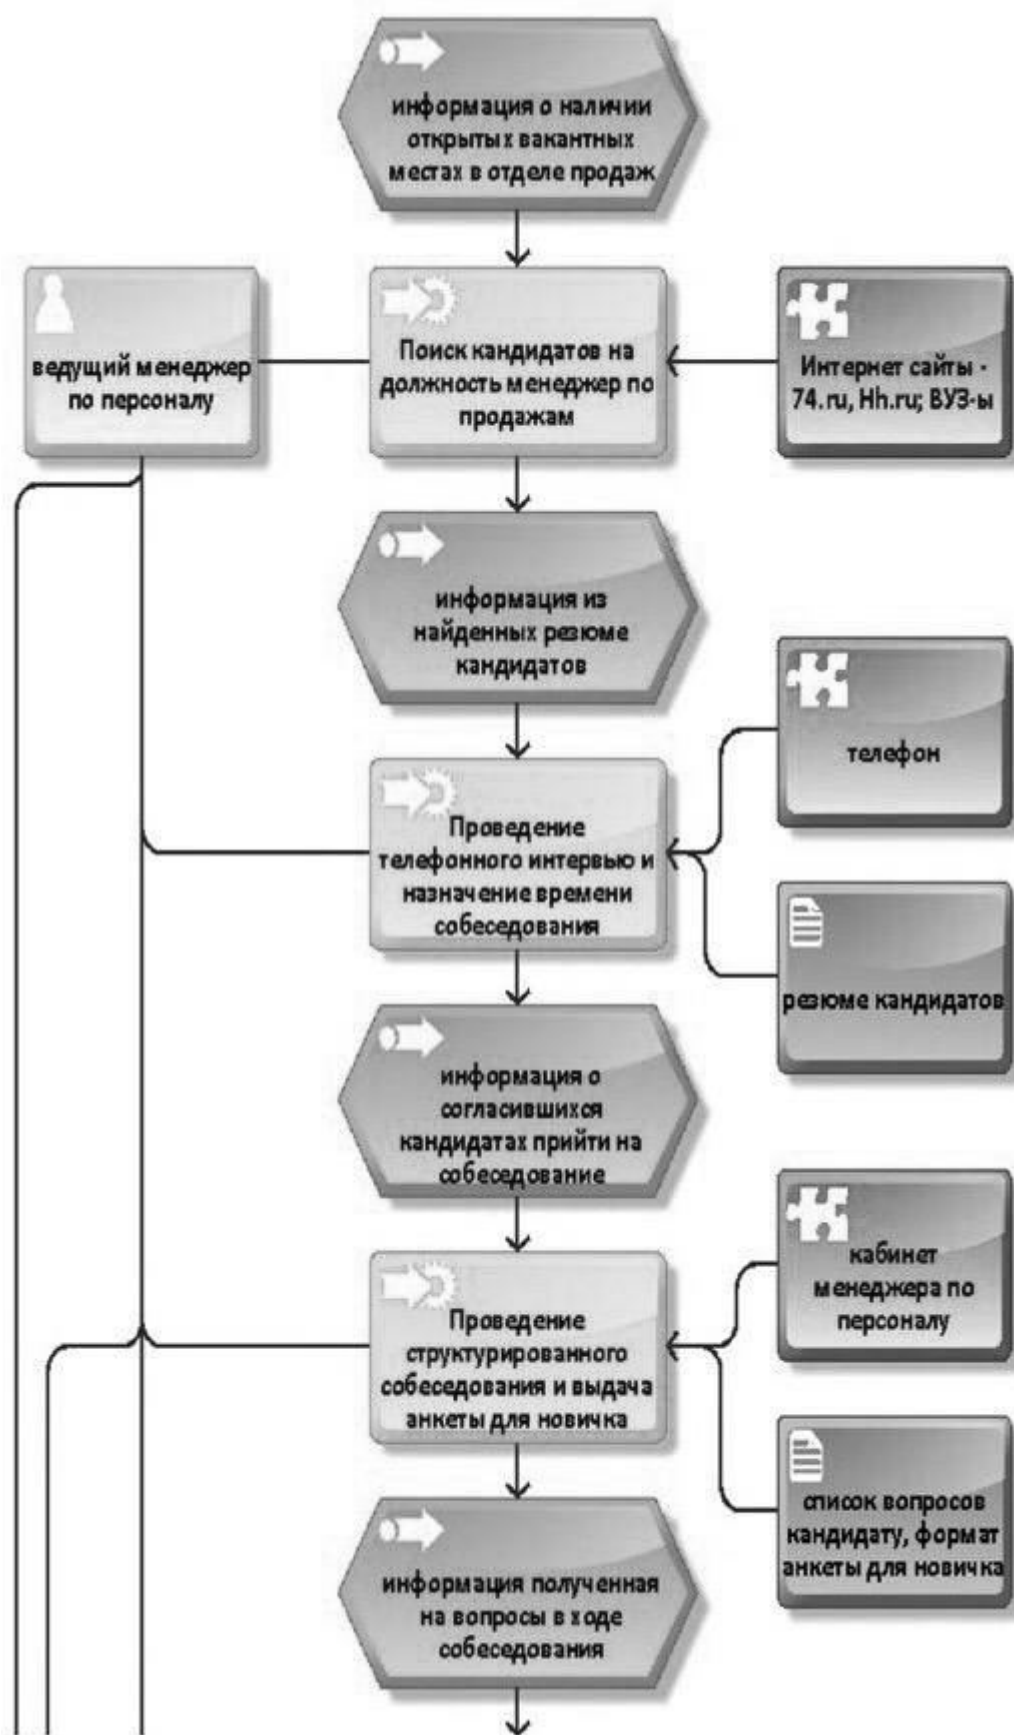 информация о наличии
открытых вакантных
местах в отделе продаж
ведущий менеджер
по персоналу
Поиск кандидатов на
должность менеджер по
продажам
Интернет сайты -
74.ru, Hh.ru; ВУЗ-ы
информация из
найденных резюме
кандидатов
телефон
Проведение
телефонного интервью и
назначение времени
собеседования
резюме кандидатов
информация о
согласившихся
кандидатах прийти на
собеседование
кабинет
менеджера по
персоналу
Проведение
структурированного
собеседования и выдача
анкеты для новичка
список вопросов
кандидату, формат
анкеты для новичка
информация полученная
на вопросы в ходе
собеседования